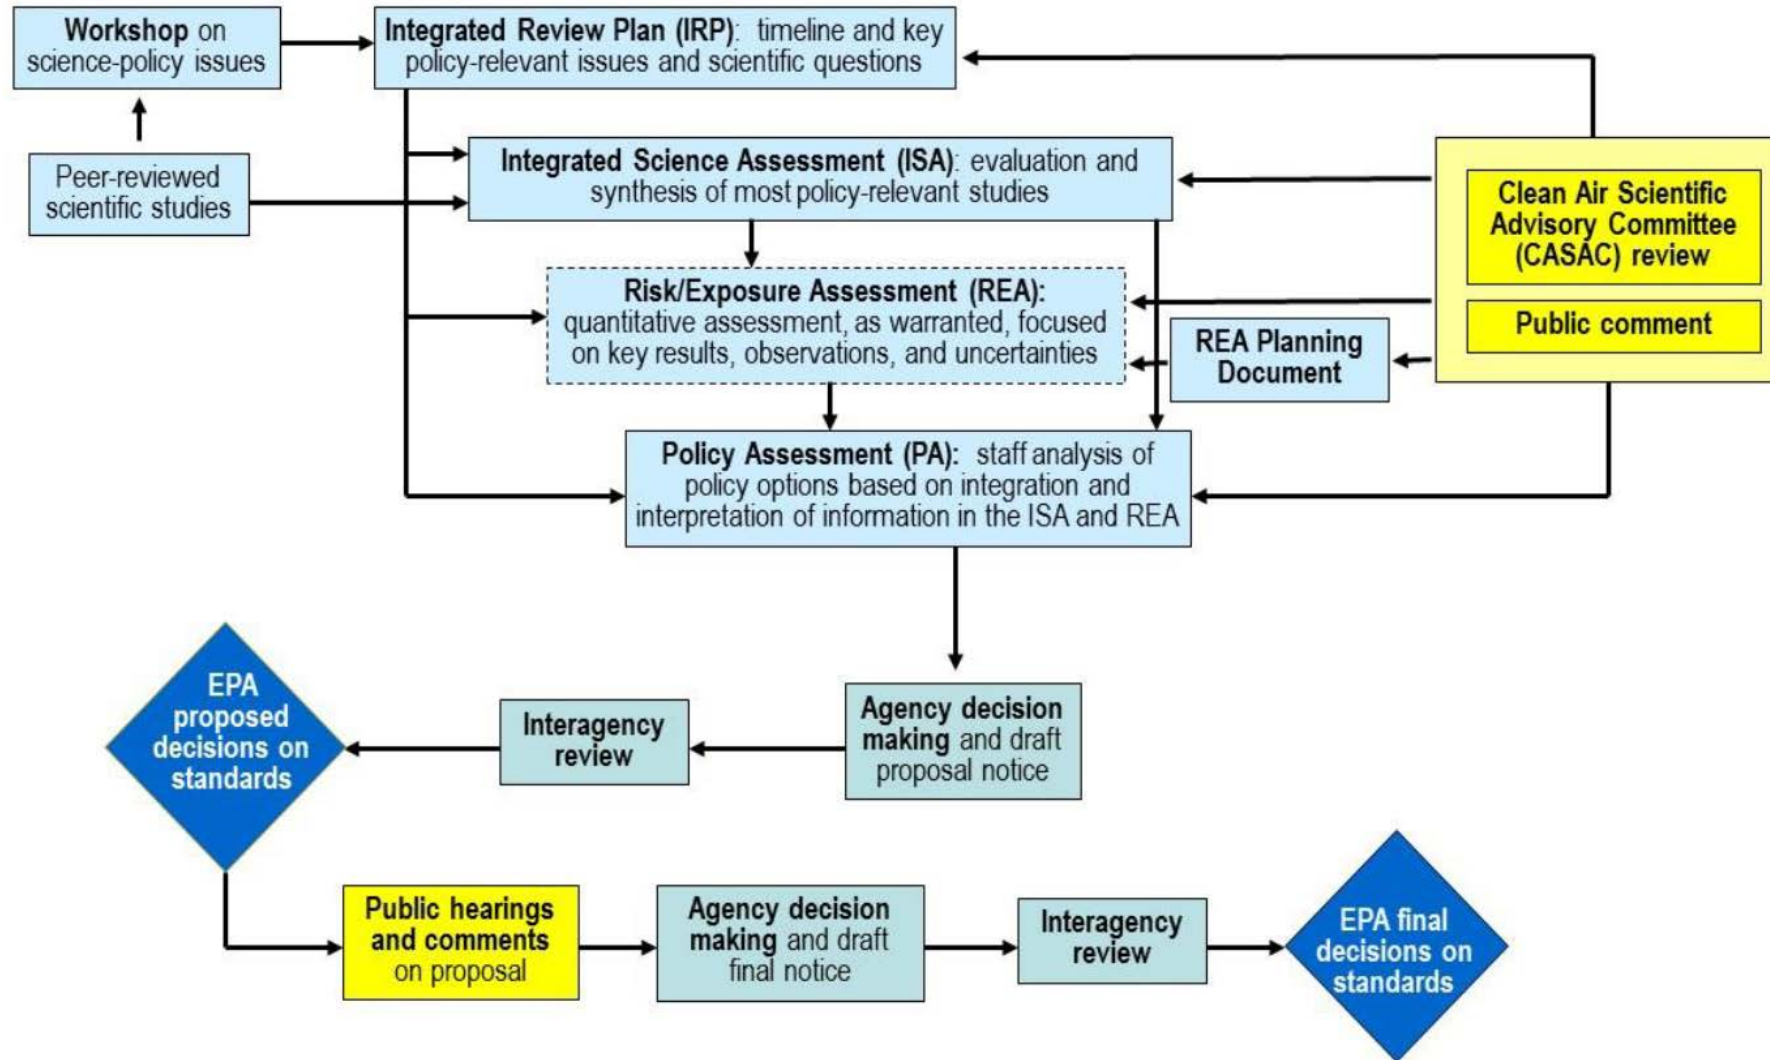 Workshop on
science-policy issues
Integrated Review Plan (IRP): timeline and key
policy-relevant issues and scientific questions
Peer-reviewed
scientific studies
Integrated Science Assessment (ISA): evaluation and
synthesis of most policy-relevant studies
Clean Air Scientific
Advisory Committee
(CASAC) review
Public comment
Risk/Exposure Assessment (REA):
quantitative assessment, as warranted, focused
on key results, observations, and uncertainties
REA Planning
Document
Policy Assessment (PA): staff analysis of
policy options based on integration and
interpretation of information in the ISA and REA
EPA
proposed
decisions on
standards
Interagency
review
Agency decision
making and draft
proposal notice
Public hearings
and comments
on proposal
Agency decision
making and draft
final notice
Interagency
review
EPA final
decisions on
standards